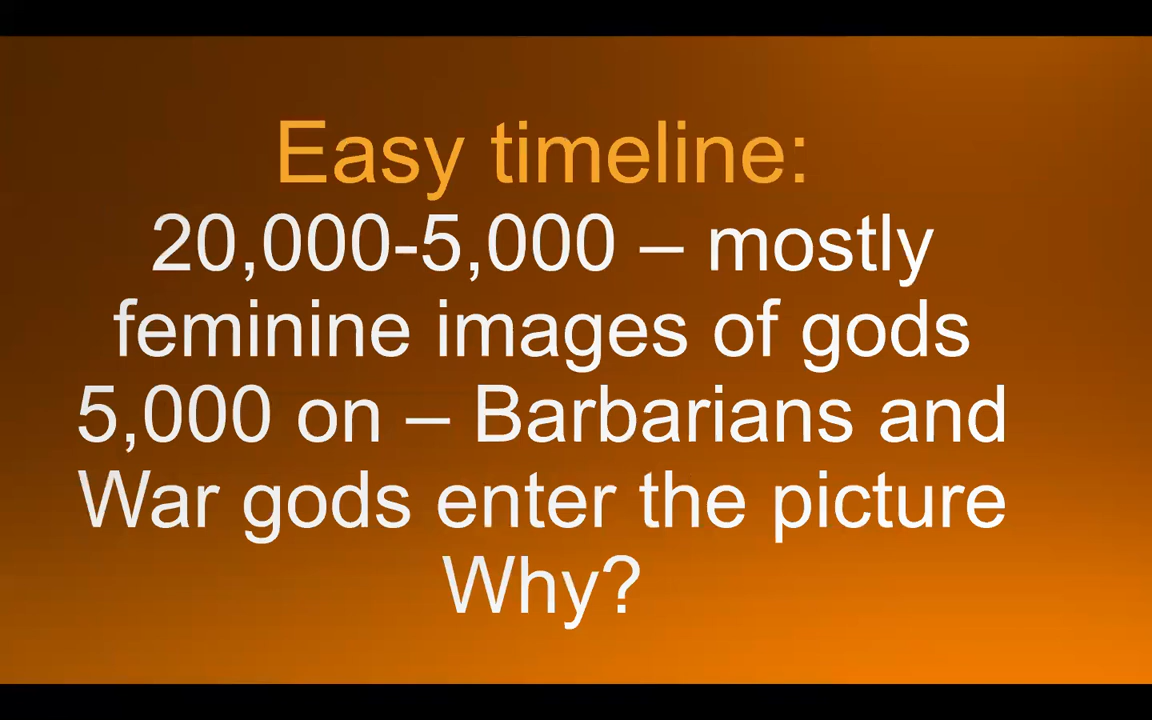 Easy timeline:
20,000-5,000 – mostly
feminine images of gods
5,000 on – Barbarians and
War gods enter the picture
Why?